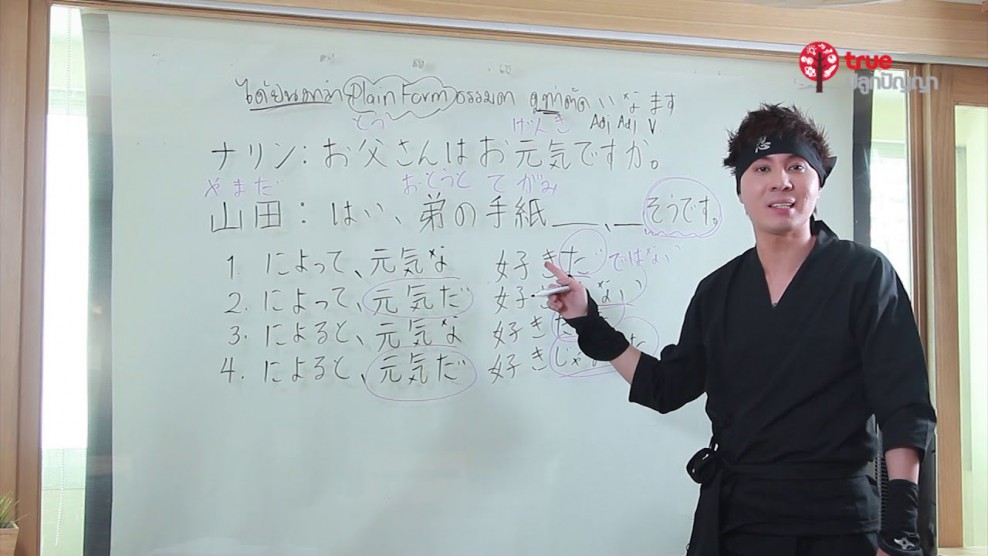 true
ปลูกปัญญา
ได้ยินมาว่า Plain Form ธรรมดา ดูท่าตัด い な ます
とう げんき Adj Adj V
ナリン：お父さんはお元気ですか。
やまだ おとうと てがみ
山田：はい、弟の手紙＿＿、＿＿そうです。
1. によって、元気な 好きだ ではない
2. によって、元気だ 好き ない
3. によると、元気な 好き
4. によると、元気だ 好きじゃ た